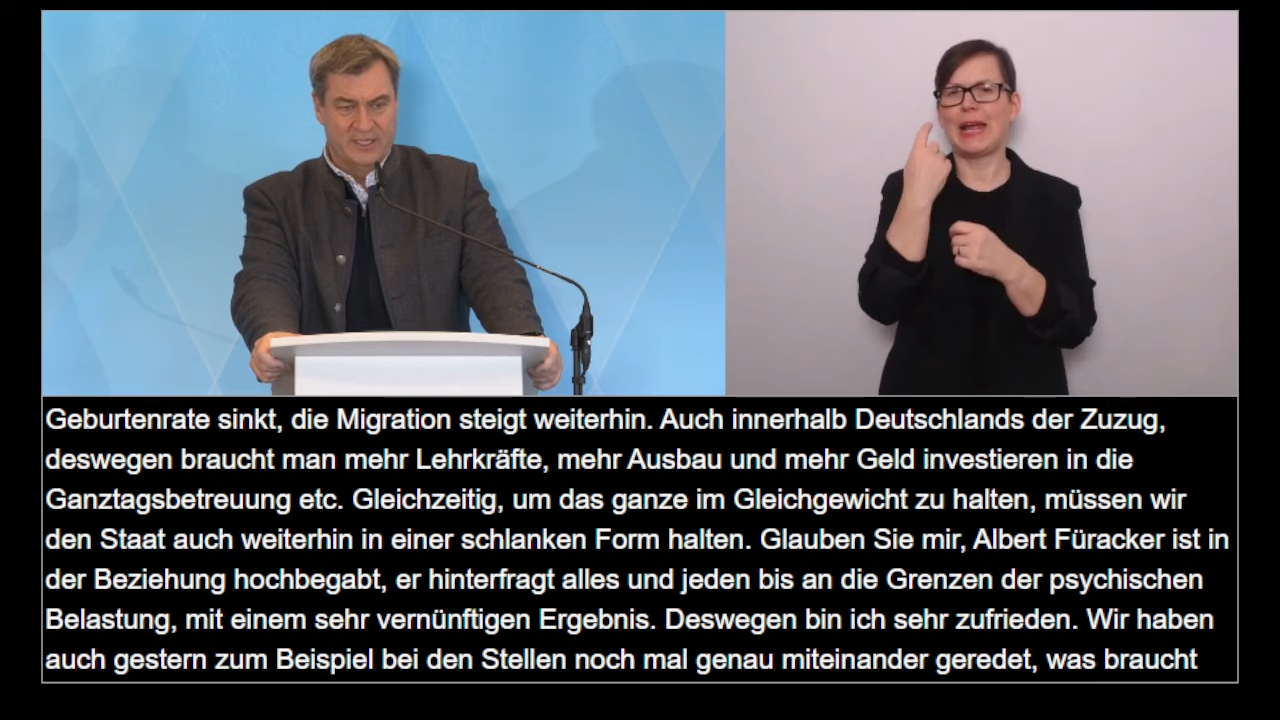 Geburtenrate sinkt, die Migration steigt weiterhin. Auch innerhalb Deutschlands der Zuzug,
deswegen braucht man mehr Lehrkräfte, mehr Ausbau und mehr Geld investieren in die
Ganztagsbetreuung etc. Gleichzeitig, um das ganze im Gleichgewicht zu halten, müssen wir
den Staat auch weiterhin in einer schlanken Form halten. Glauben Sie mir, Albert Füracker ist in
der Beziehung hochbegabt, er hinterfragt alles und jeden bis an die Grenzen der psychischen
Belastung, mit einem sehr vernünftigen Ergebnis. Deswegen bin ich sehr zufrieden. Wir haben
auch gestern zum Beispiel bei den Stellen noch mal genau miteinander geredet, was braucht